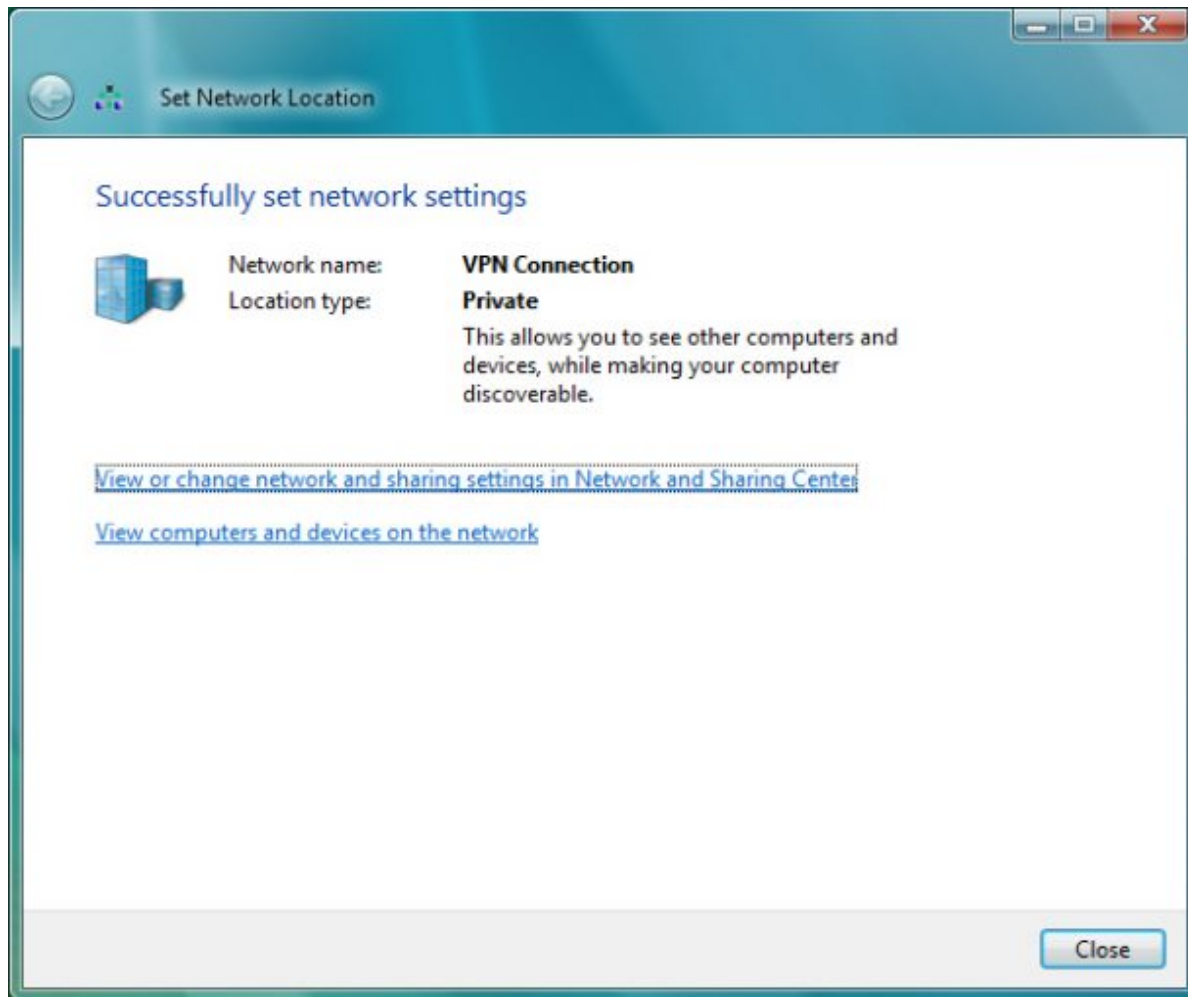 Set Network Location
Successfully set network settings
Network name: VPN Connection
Location type: Private
This allows you to see other computers and
devices, while making your computer
discoverable.
View or change network and sharing settings in Network and Sharing Center
View computers and devices on the network
Close